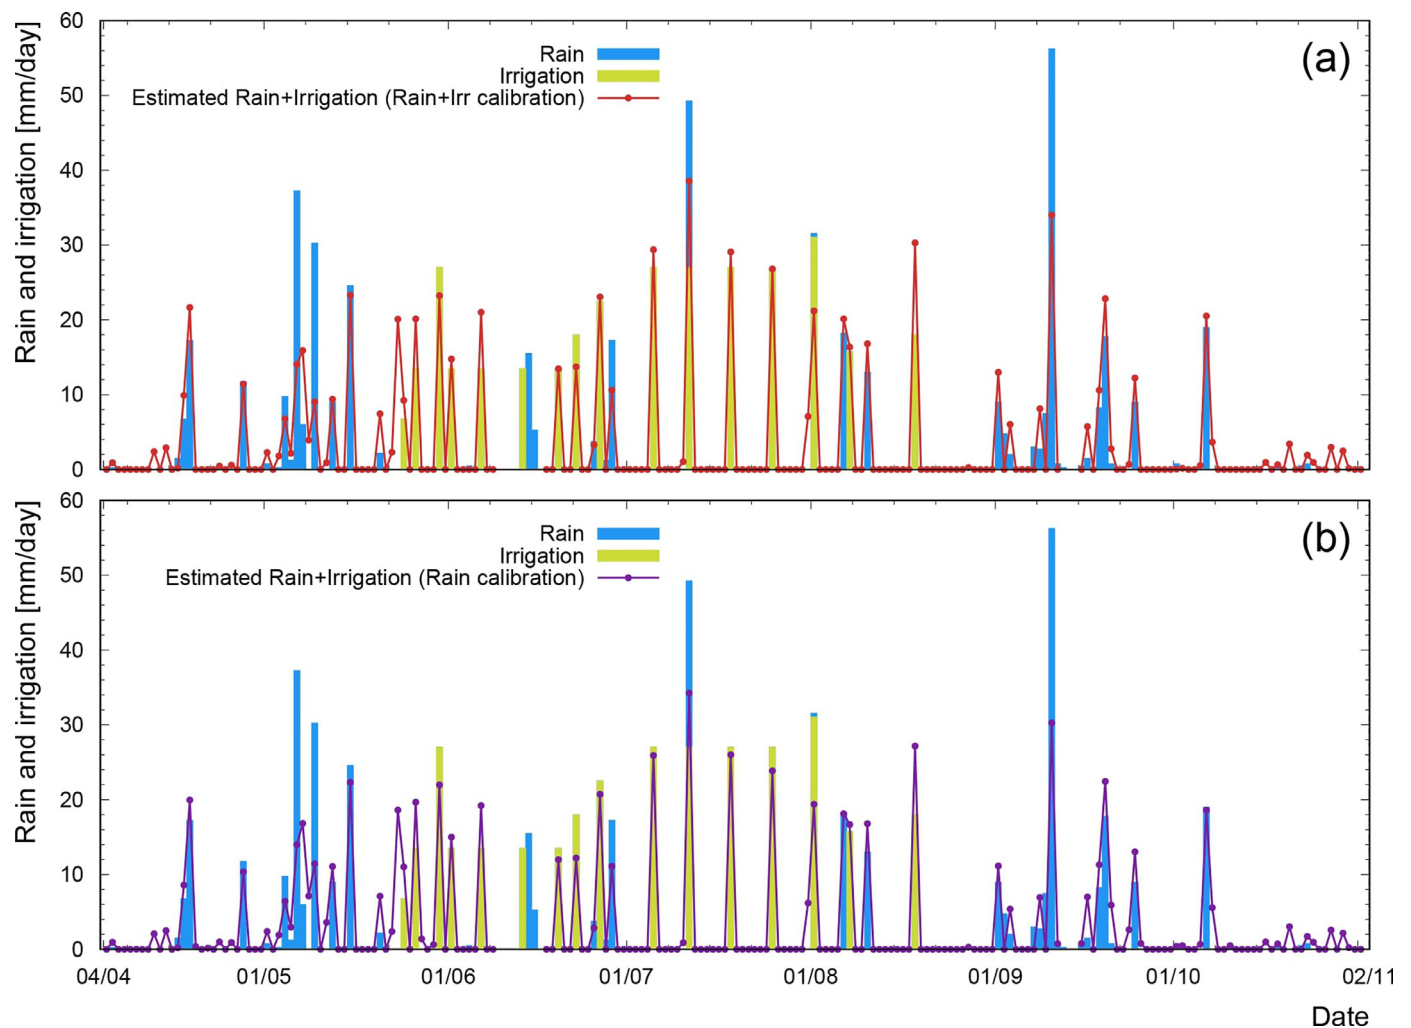 60
50
40
30
20
10
0
Rain and irrigation [mm/day]
(a)
Rain
Irrigation
Estimated Rain+Irrigation (Rain+Irr calibration)
60
50
40
30
20
10
0
Rain and irrigation [mm/day]
(b)
Rain
Irrigation
Estimated Rain+Irrigation (Rain calibration)
04/04 01/05 01/06 01/07 01/08 01/09 01/10 02/11
Date